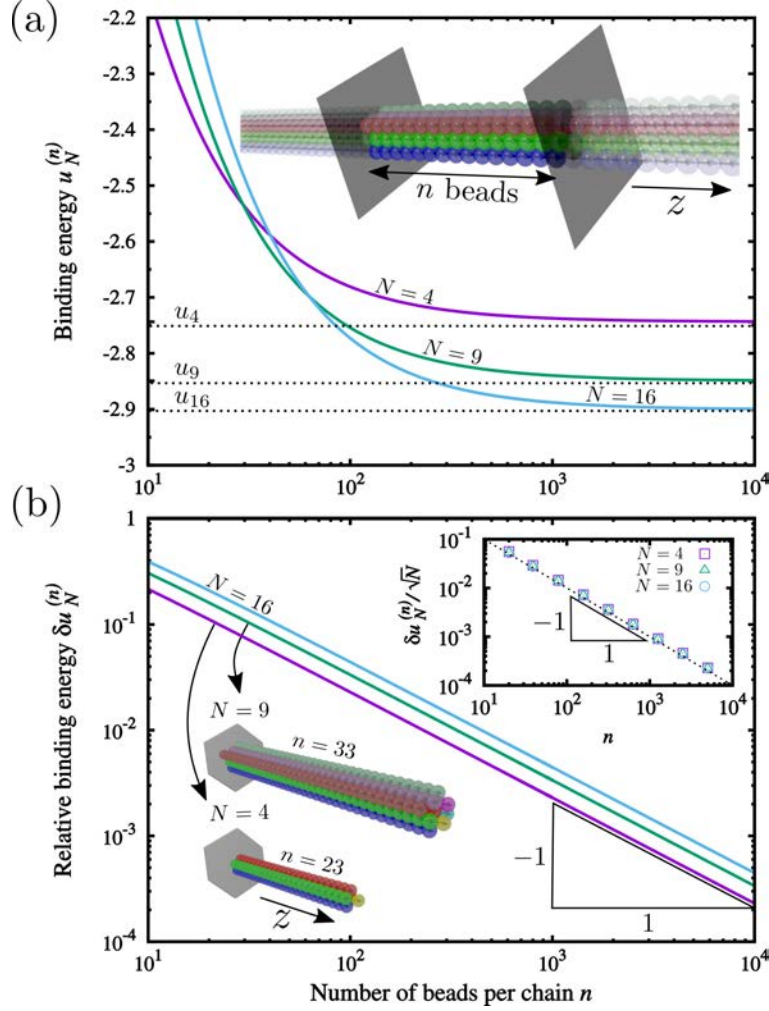 (a)
-2.2
-2.3
-2.4
-2.5
-2.6
-2.7
-2.8
-2.9
-3
Binding energy u_N^(n)
n beads
z
N = 4
N = 9
N = 16
u_4
u_9
u_16
10^1
10^2
10^3
10^4
(b)
1
10^-1
10^-2
10^-3
10^-4
Relative binding energy δu_N^(n)
N = 16
N = 9
n = 33
N = 4
n = 23
z
−1
1
10^-1
10^-2
10^-3
10^-4
δu_N^(n)/√N
N = 4
N = 9
N = 16
−1
1
10^1
10^2
10^3
10^4
n
10^1
10^2
10^3
10^4
Number of beads per chain n